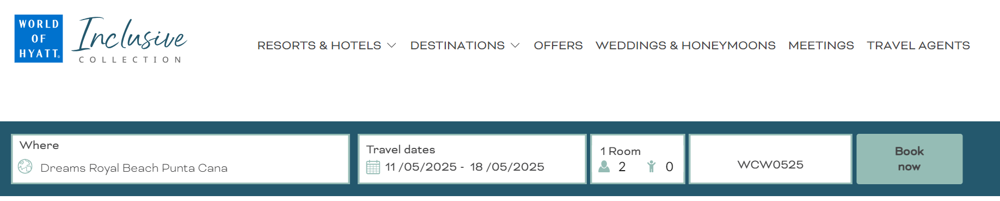 WORLD
OF
HYATT®
Inclusive
COLLECTION
RESORTS & HOTELS DESTINATIONS OFFERS WEDDINGS & HONEYMOONS MEETINGS TRAVEL AGENTS
Where
Dreams Royal Beach Punta Cana
Travel dates
11 /05/2025 - 18 /05/2025
1 Room
2 0
WCW0525
Book
now